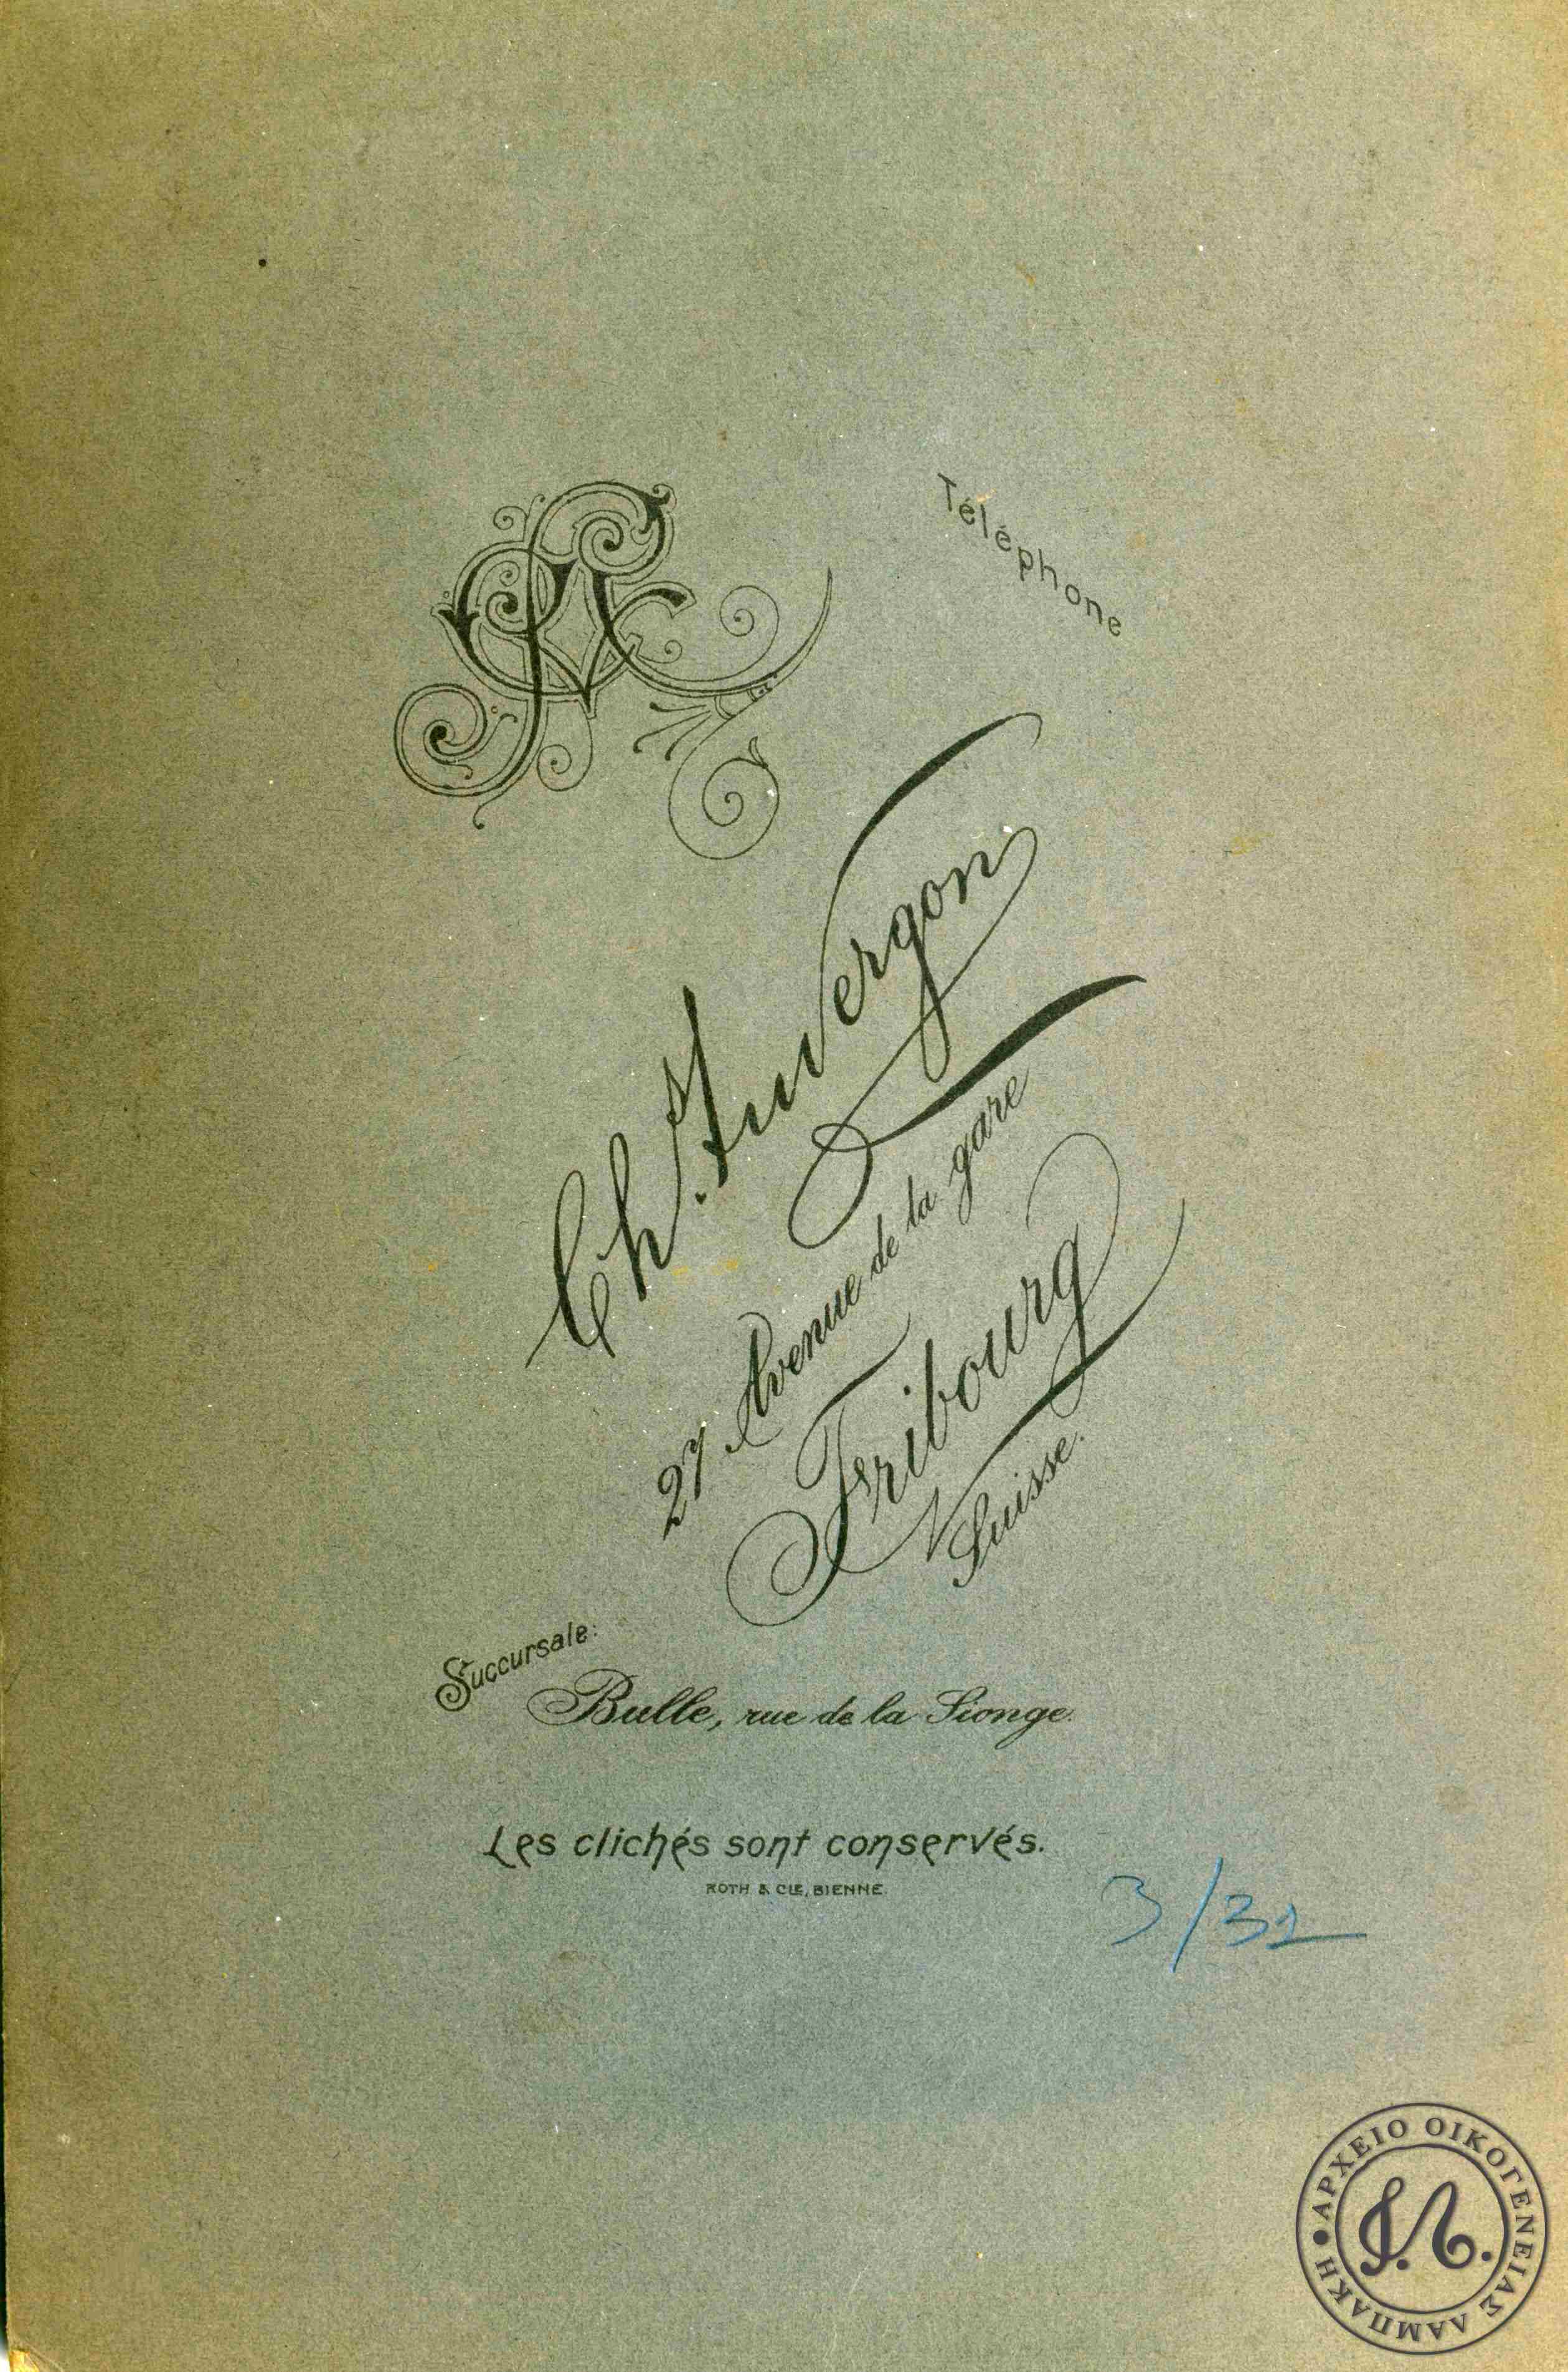 Téléphone
Ch. Auvergon
27 Avenue de la gare
Fribourg
Suisse.
Succursale:
Bulle, rue de la Sionge.
Les clichés sont conservés.
ROTH & CIE, BIENNE.
3/32
ΑΡΧΕΙΟ ΟΙΚΟΓΕΝΕΙΑΣ ΛΑΜΠΑΚΗ